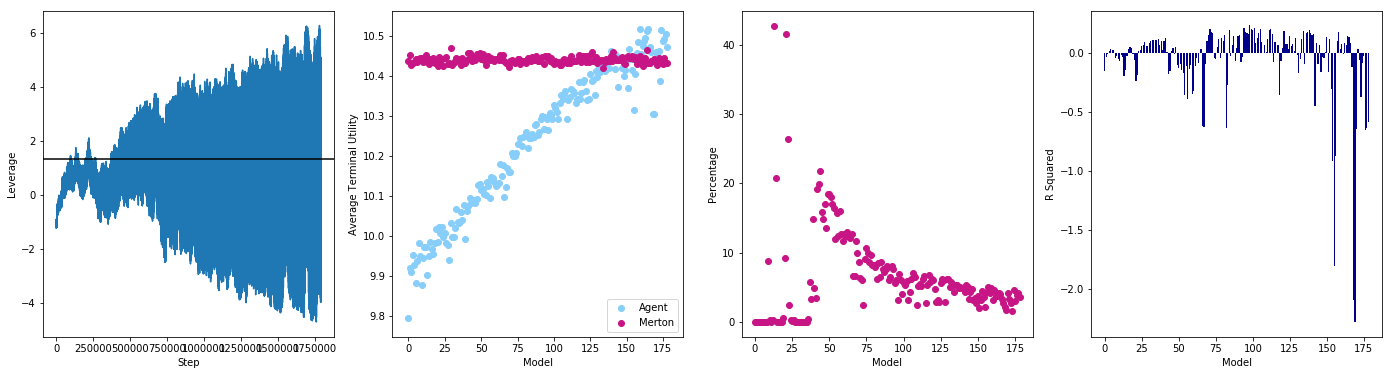 6
4
2
0
−2
−4
Leverage
0 250000 500000 750000 1000000 1250000 1500000 1750000
Step
10.5
10.4
10.3
10.2
10.1
10.0
9.9
9.8
Average Terminal Utility
Agent
Merton
0 25 50 75 100 125 150 175
Model
40
30
20
10
0
Percentage
0 25 50 75 100 125 150 175
Model
0.0
−0.5
−1.0
−1.5
−2.0
R Squared
0 25 50 75 100 125 150 175
Model